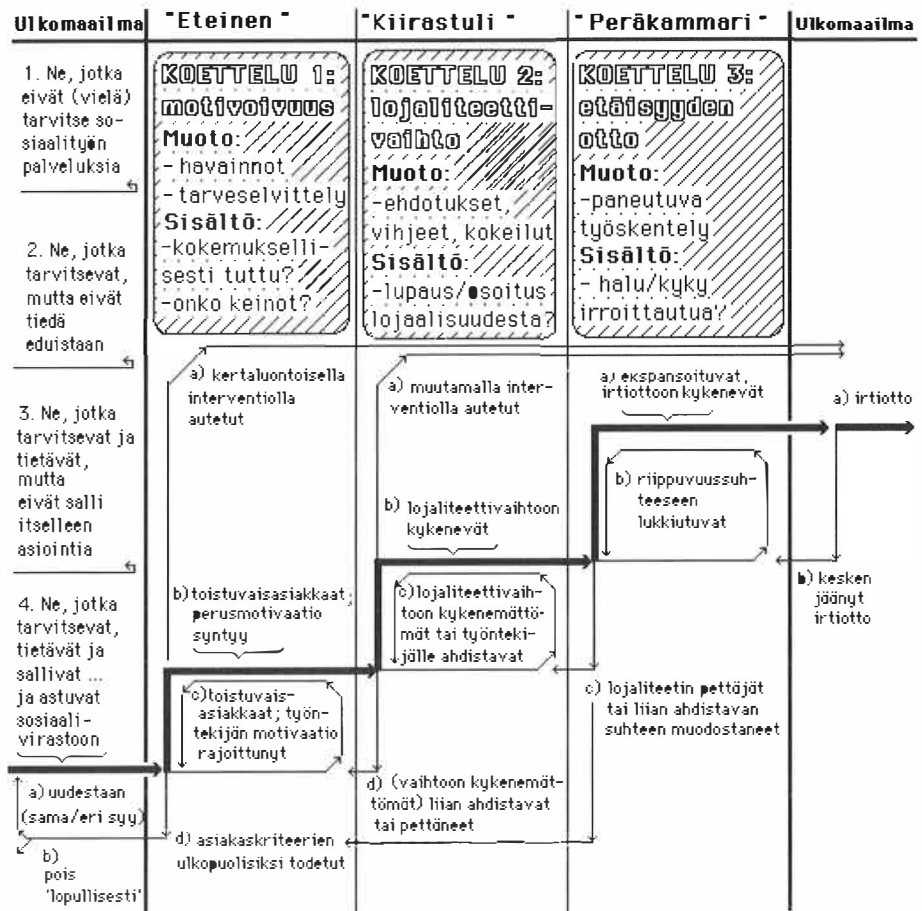 Ulkomaailma
"Eteinen"
"Kiirastuli"
"Peräkammari"
Ulkomaailma
1. Ne, jotka
eivät (vielä)
tarvitse so-
siaalityön
palveluksia
2. Ne, jotka
tarvitsevat,
mutta eivät
tiedä
eduistaan
3. Ne, jotka
tarvitsevat ja
tietävät,
mutta
eivät salli
itselleen
asiointia
4. Ne, jotka
tarvitsevat,
tietävät ja
sallivat ...
ja astuvat
sosiaali-
virastoon
a) uudestaan
(sama/eri syy)
b)
pois
'lopullisesti'
KOETTELU 1:
motivoivuus
Muoto:
- havainnot
- tarveselvittely
Sisältö:
-kokemukselli-
sesti tuttu?
-onko keinot?
a) kertaluontoisella
interventiolla
autetut
b) toistuvaisasiakkaat;
perusmotivaatio
syntyy
c) toistuvais-
asiakkaat; työn-
tekijän motivaatio
rajoittunyt
d) asiakaskriteerien
ulkopuolisiksi todetut
KOETTELU 2:
lojaliteetti-
vaihto
Muoto:
-ehdotukset,
vihjeet, kokeilut
Sisältö:
-lupaus/osoitus
lojaalisuudesta?
a) muutamalla inter-
ventiolla autetut
b) lojaliteettivaihtoon
kykenevät
c) lojaliteettivaih-
toon kykenemättö-
mät tai työnteki-
jälle ahdistavat
d) (vaihtoon kykenemät-
tömät) liian ahdistavat
tai pettäneet
KOETTELU 3:
etäisyyden
otto
Muoto:
-paneutuva
työskentely
Sisältö:
- halu/kyky
irroittautua?
a) ekspansoituvat,
irtiottoon kykenevät
b) riippuvuussuh-
teeseen
lukkiutuvat
c) lojaliteetin pettäjät
tai liian ahdistavan
suhteen muodostaneet
a) irtiotto
b) kesken
jäänyt
irtiotto